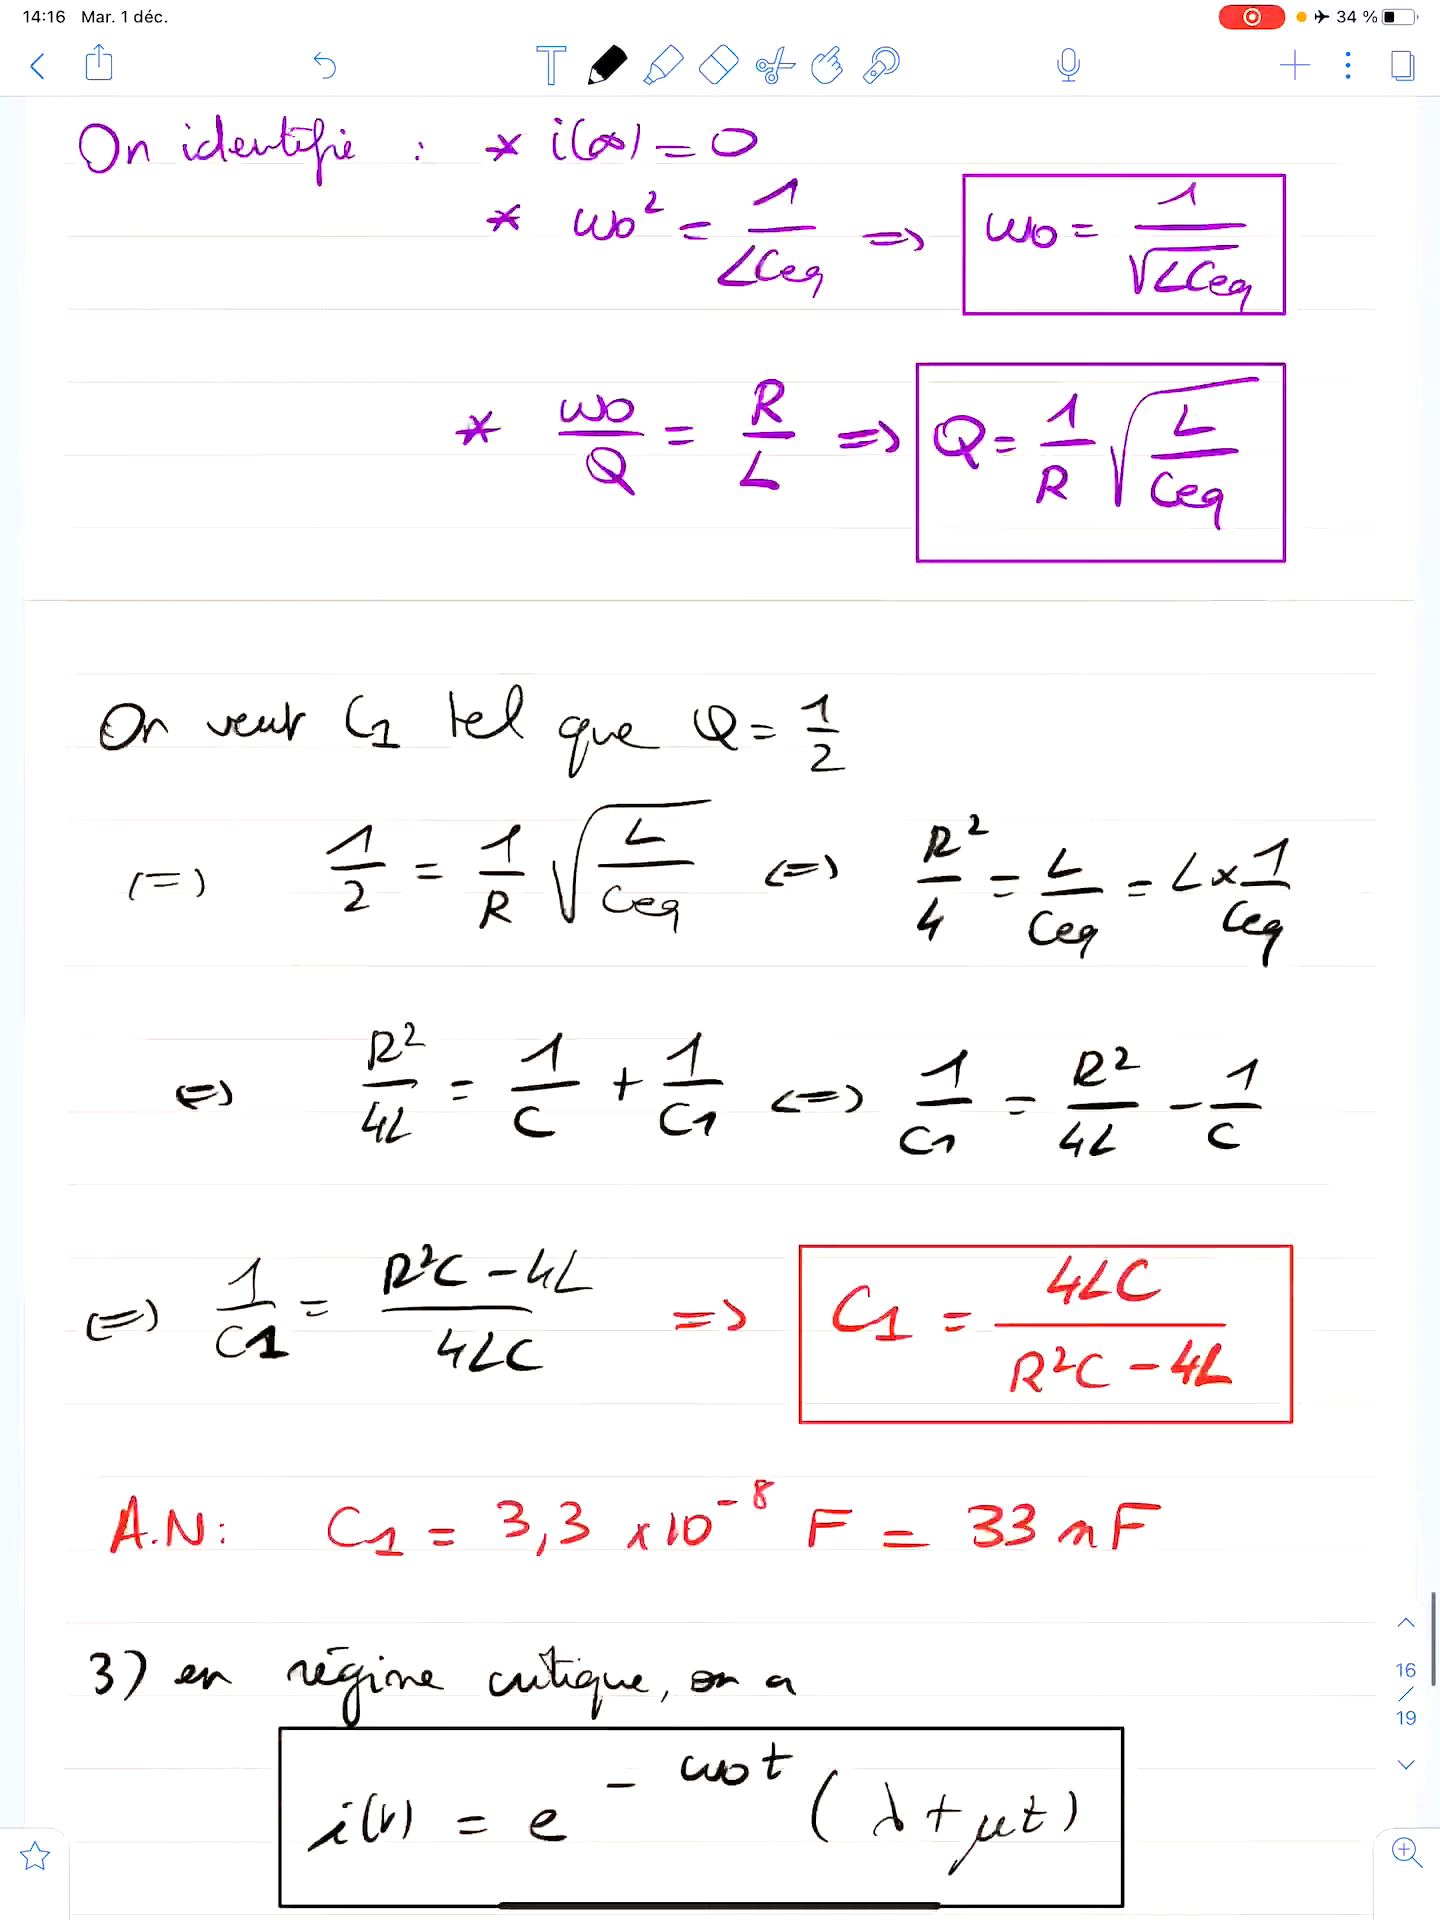 14:16 Mar. 1 déc. 34 %
T
On identifie : * i(∞) = 0
* ω0² = 1/LCeq => ω0 = 1/√LCeq
* ω0/Q = R/L => Q = 1/R √L/Ceq
On veut C1 tel que Q = 1/2
(=) 1/2 = 1/R √L/Ceq (=) R²/4 = L/Ceq = L × 1/Ceq
(=) R²/4L = 1/C + 1/C1 <=> 1/C1 = R²/4L - 1/C
(=) 1/C1 = R²C - 4L/4LC => C1 = 4LC/R²C - 4L
A.N: C1 = 3,3 ×10⁻⁸ F = 33 nF
3) en régime critique, on a
16
/
19
i(t) = e^-ω0t (λ + μt)